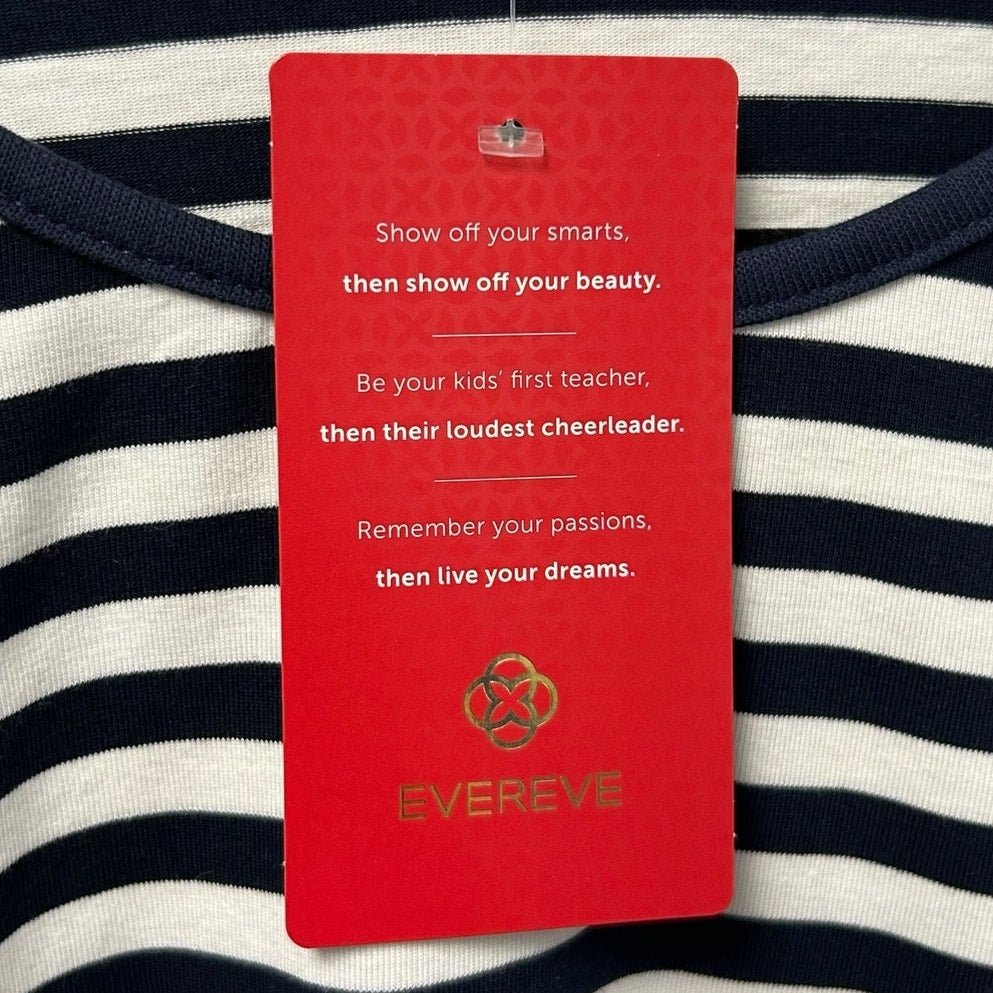 Show off your smarts,
then show off your beauty.
Be your kids’ first teacher,
then their loudest cheerleader.
Remember your passions,
then live your dreams.
EVEREVE